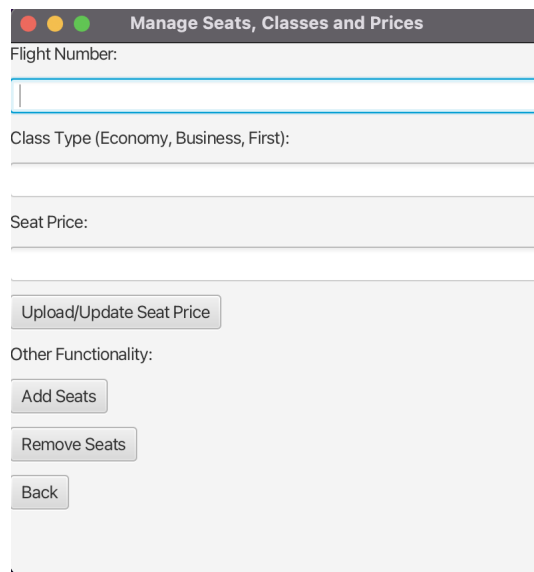 Manage Seats, Classes and Prices
Flight Number:
Class Type (Economy, Business, First):
Seat Price:
Upload/Update Seat Price
Other Functionality:
Add Seats
Remove Seats
Back